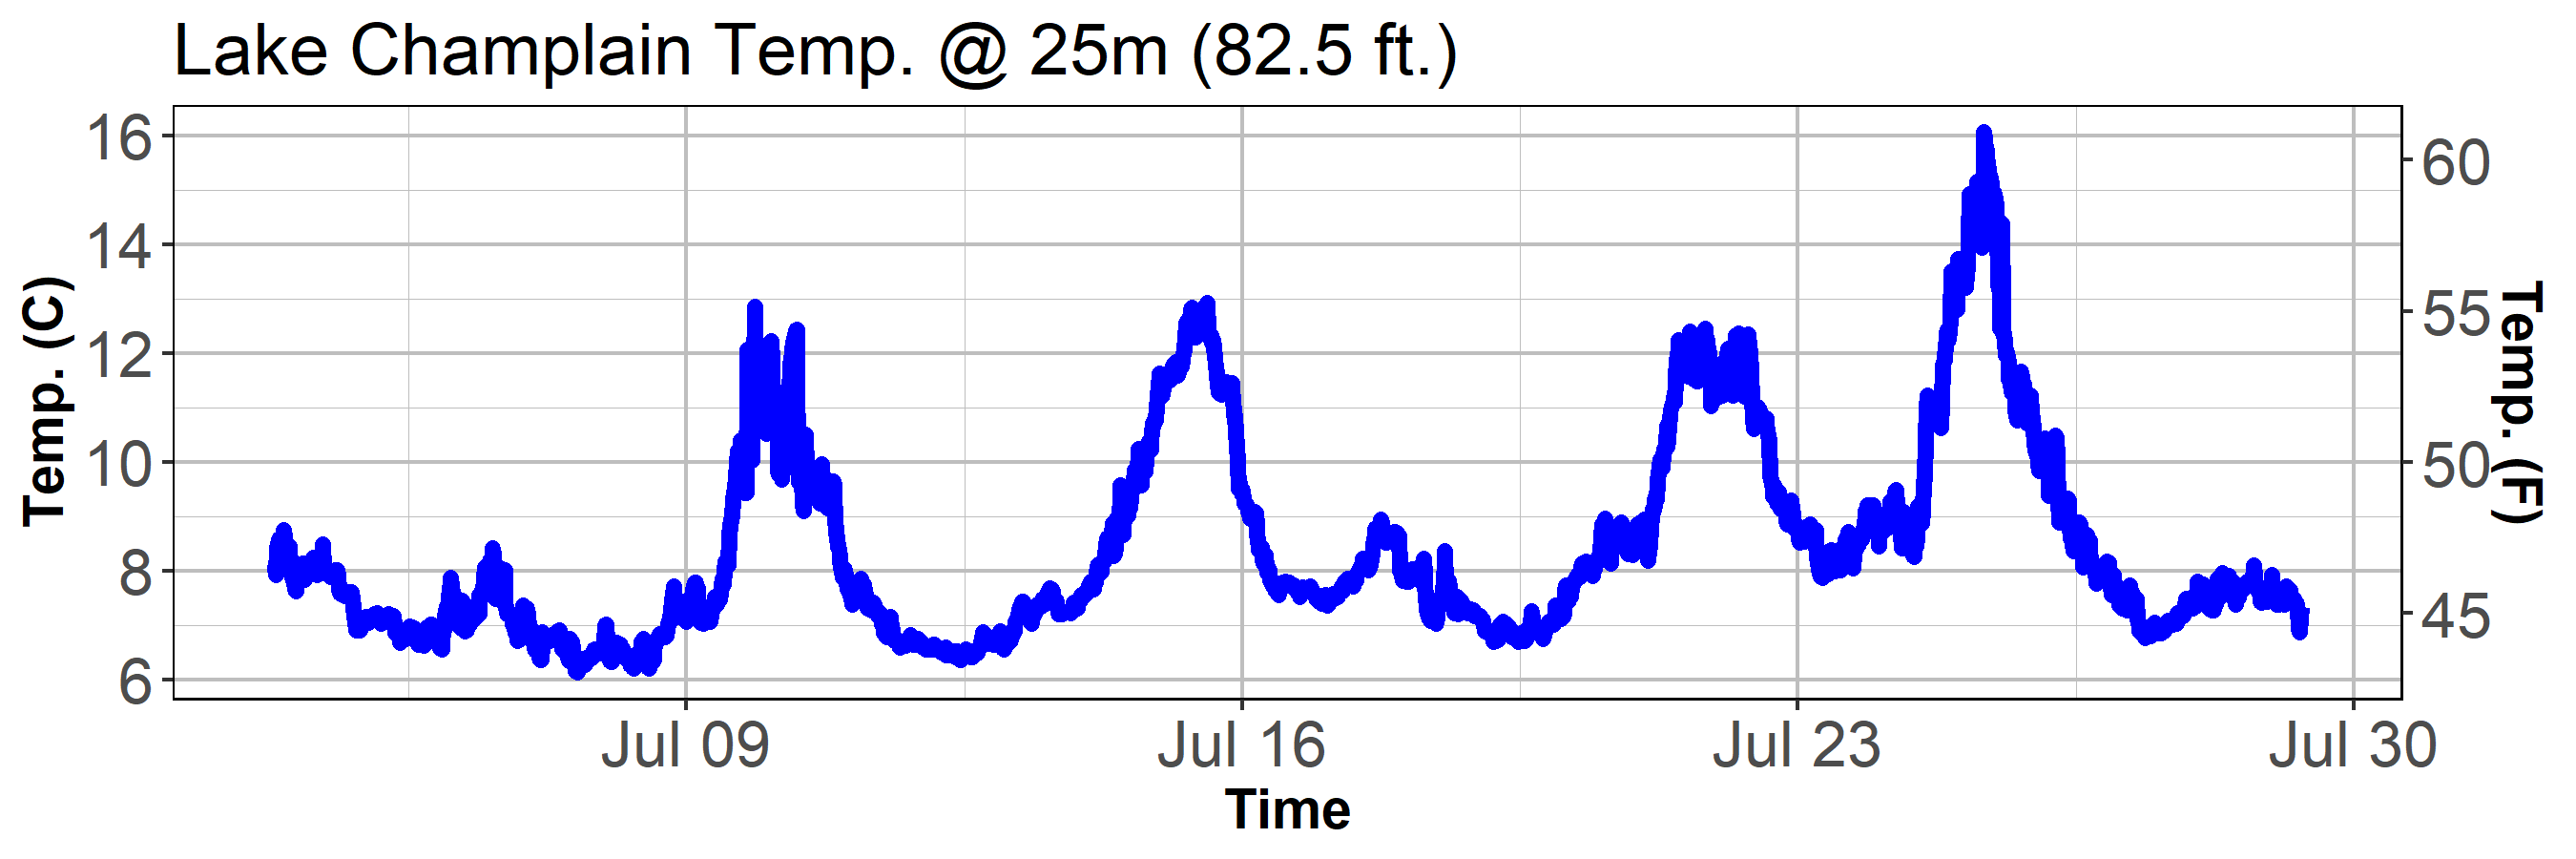 Lake Champlain Temp. @ 25m (82.5 ft.)
Temp. (C)
16
14
12
10
8
6
60
55
50
45
Temp. (F)
Jul 09 Jul 16 Jul 23 Jul 30
Time